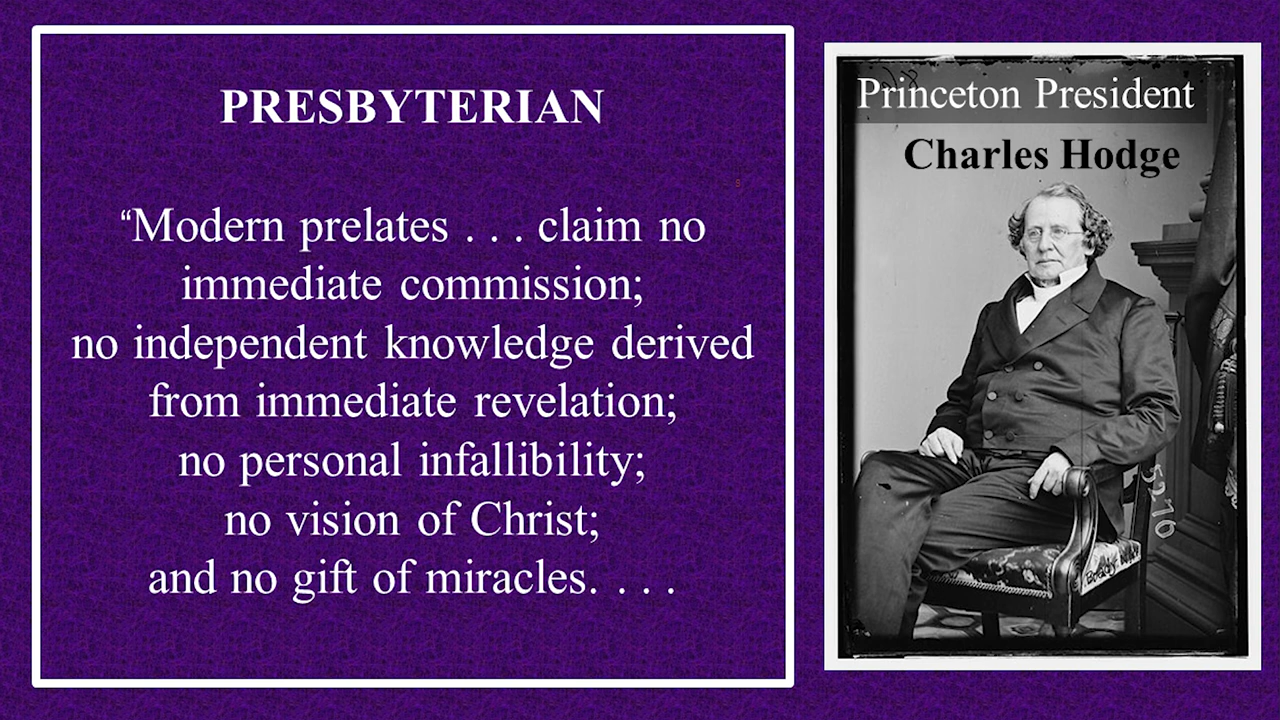 PRESBYTERIAN
s
“Modern prelates . . . claim no
immediate commission;
no independent knowledge derived
from immediate revelation;
no personal infallibility;
no vision of Christ;
and no gift of miracles. . . .
Princeton President
Charles Hodge
5270